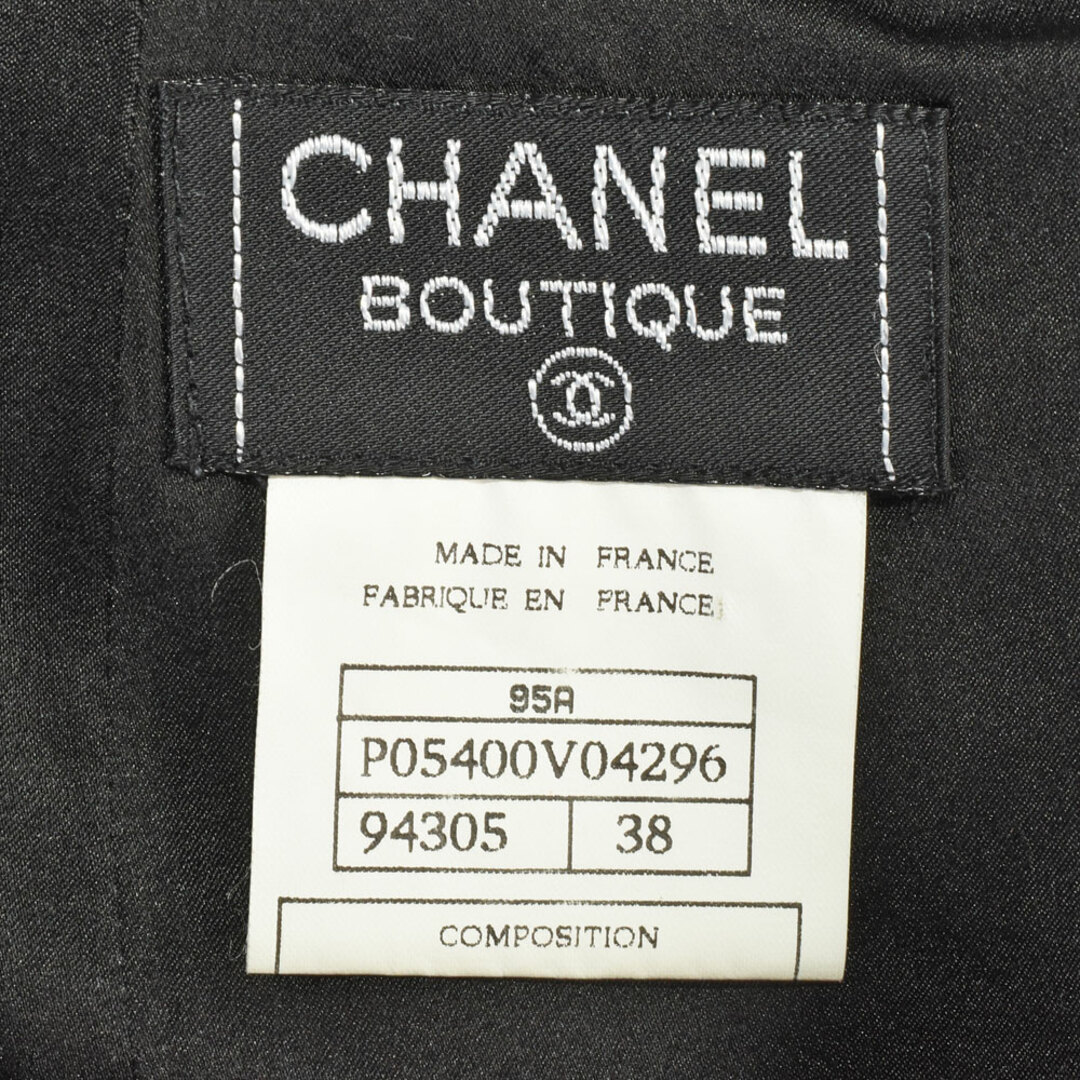 CHANEL
BOUTIQUE
MADE IN FRANCE
FABRIQUE EN FRANCE
95A
P05400V04296
94305 38
COMPOSITION